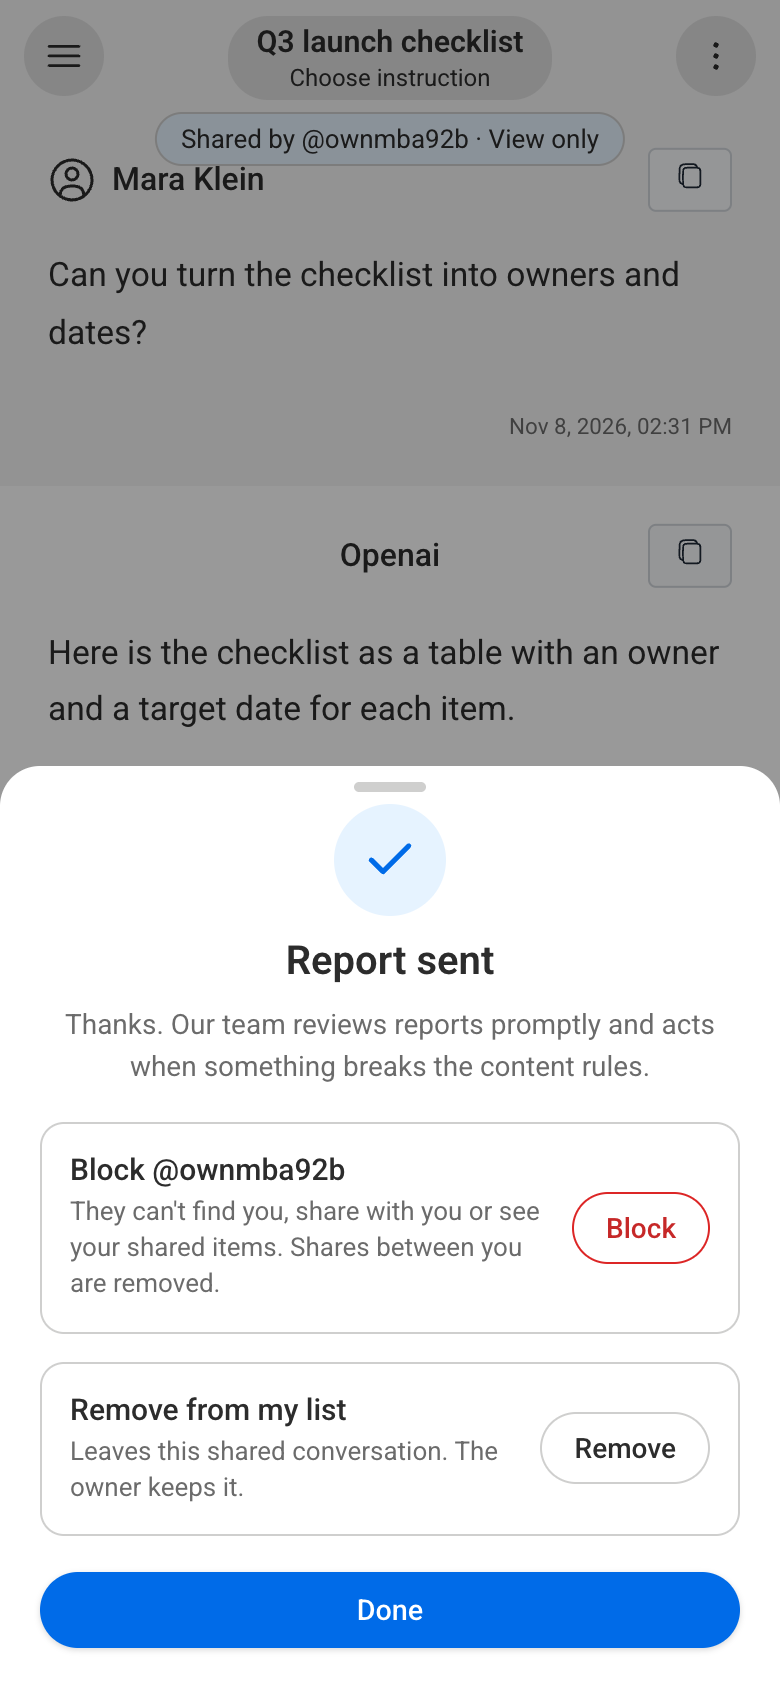 Q3 launch checklist
Choose instruction
Shared by @ownmba92b · View only
Mara Klein
Can you turn the checklist into owners and
dates?
Nov 8, 2026, 02:31 PM
Openai
Here is the checklist as a table with an owner
and a target date for each item.
Report sent
Thanks. Our team reviews reports promptly and acts
when something breaks the content rules.
Block @ownmba92b
They can't find you, share with you or see
your shared items. Shares between you
are removed.
Block
Remove from my list
Leaves this shared conversation. The
owner keeps it.
Remove
Done